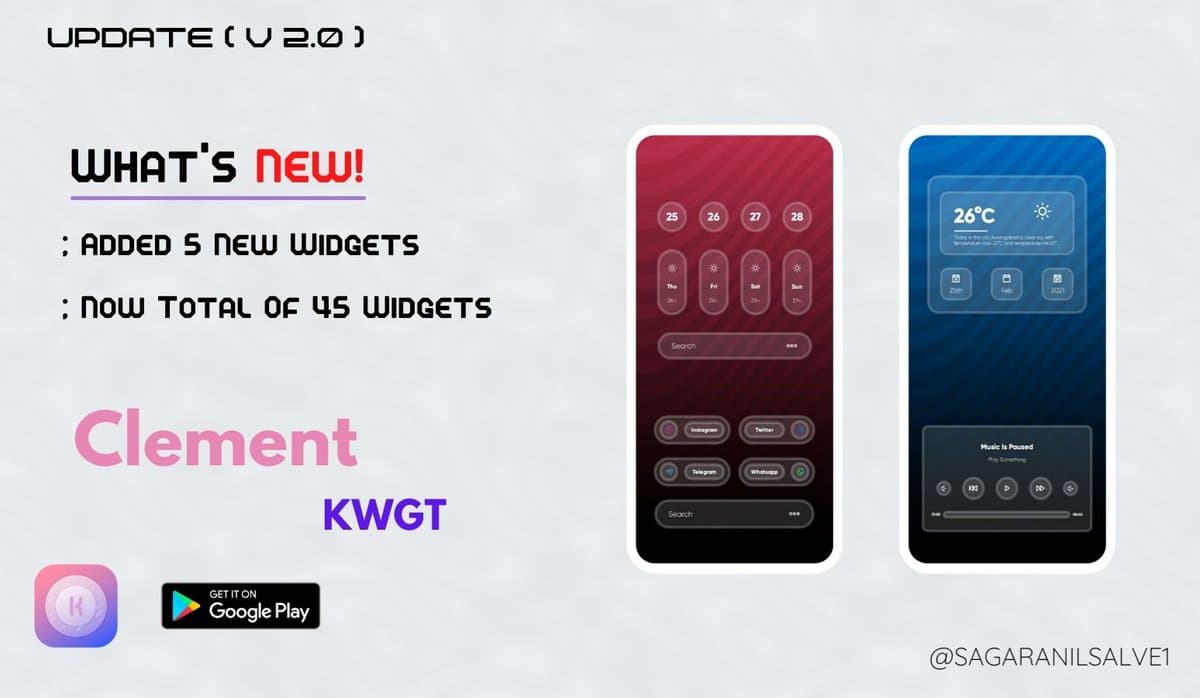 UPDATE ( V 2.0 )
WHAT'S NEW!
; ADDED 5 NEW WIDGETS
; NOW TOTAL OF 45 WIDGETS
Clement
KWGT
K
GET IT ON
Google Play
25 26 27 28
Thu Fri Sat Sun
Search
Instagram Twitter
Telegram Whatsapp
Search
26°C
25th Feb 2021
Music Is Paused
Play Something
@SAGARANILSALVE1